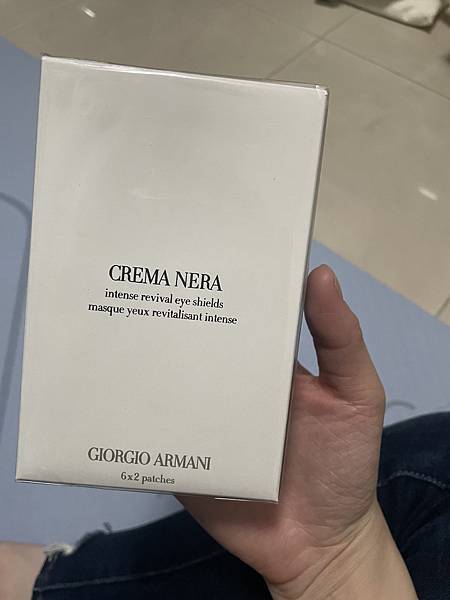 CREMA NERA
intense revival eye shields
masque yeux revitalisant intense
GIORGIO ARMANI
6 x 2 patches